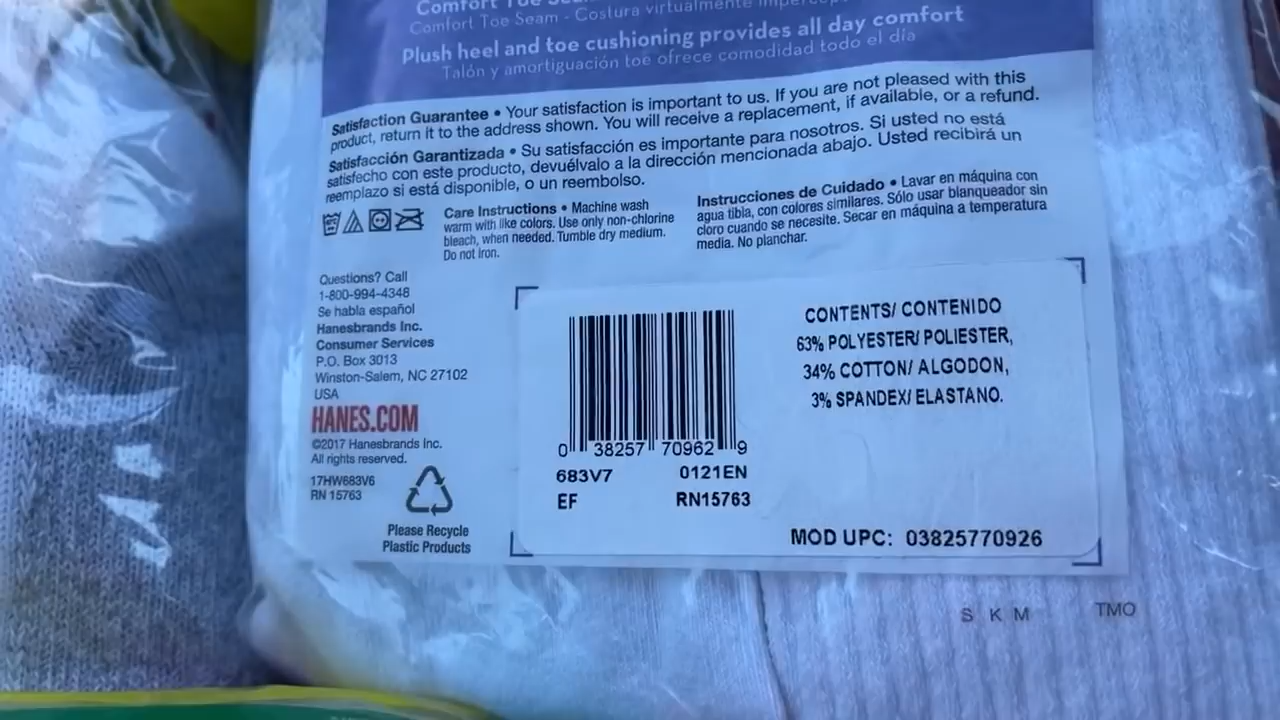 Comfort Toe
Comfort Toe Seam - Costura virtualmente
Plush heel and toe cushioning provides all day comfort
Talón y amortiguación toe ofrece comodidad todo el día
Satisfaction Guarantee • Your satisfaction is important to us. If you are not pleased with this
product, return it to the address shown. You will receive a replacement, if available, or a refund.
Satisfacción Garantizada • Su satisfacción es importante para nosotros. Si usted no está
satisfecho con este producto, devuélvalo a la dirección mencionada abajo. Usted recibirá un
reemplazo si está disponible, o un reembolso.
Care Instructions • Machine wash
warm with like colors. Use only non-chlorine
bleach, when needed. Tumble dry medium.
Do not iron.
Instrucciones de Cuidado • Lavar en máquina con
agua tibia, con colores similares. Sólo usar blanqueador sin
cloro cuando se necesite. Secar en máquina a temperatura
media. No planchar.
Questions? Call
1-800-994-4348
Se habla español
Hanesbrands Inc.
Consumer Services
P.O. Box 3013
Winston-Salem, NC 27102
USA
HANES.COM
©2017 Hanesbrands Inc.
All rights reserved.
17HW683V6
RN 15763
Please Recycle
Plastic Products
0 38257 70962 9
683V7 0121EN
EF RN15763
CONTENTS/ CONTENIDO
63% POLYESTER/ POLIESTER,
34% COTTON/ ALGODON,
3% SPANDEX/ ELASTANO.
MOD UPC: 03825770926
S K M TMO